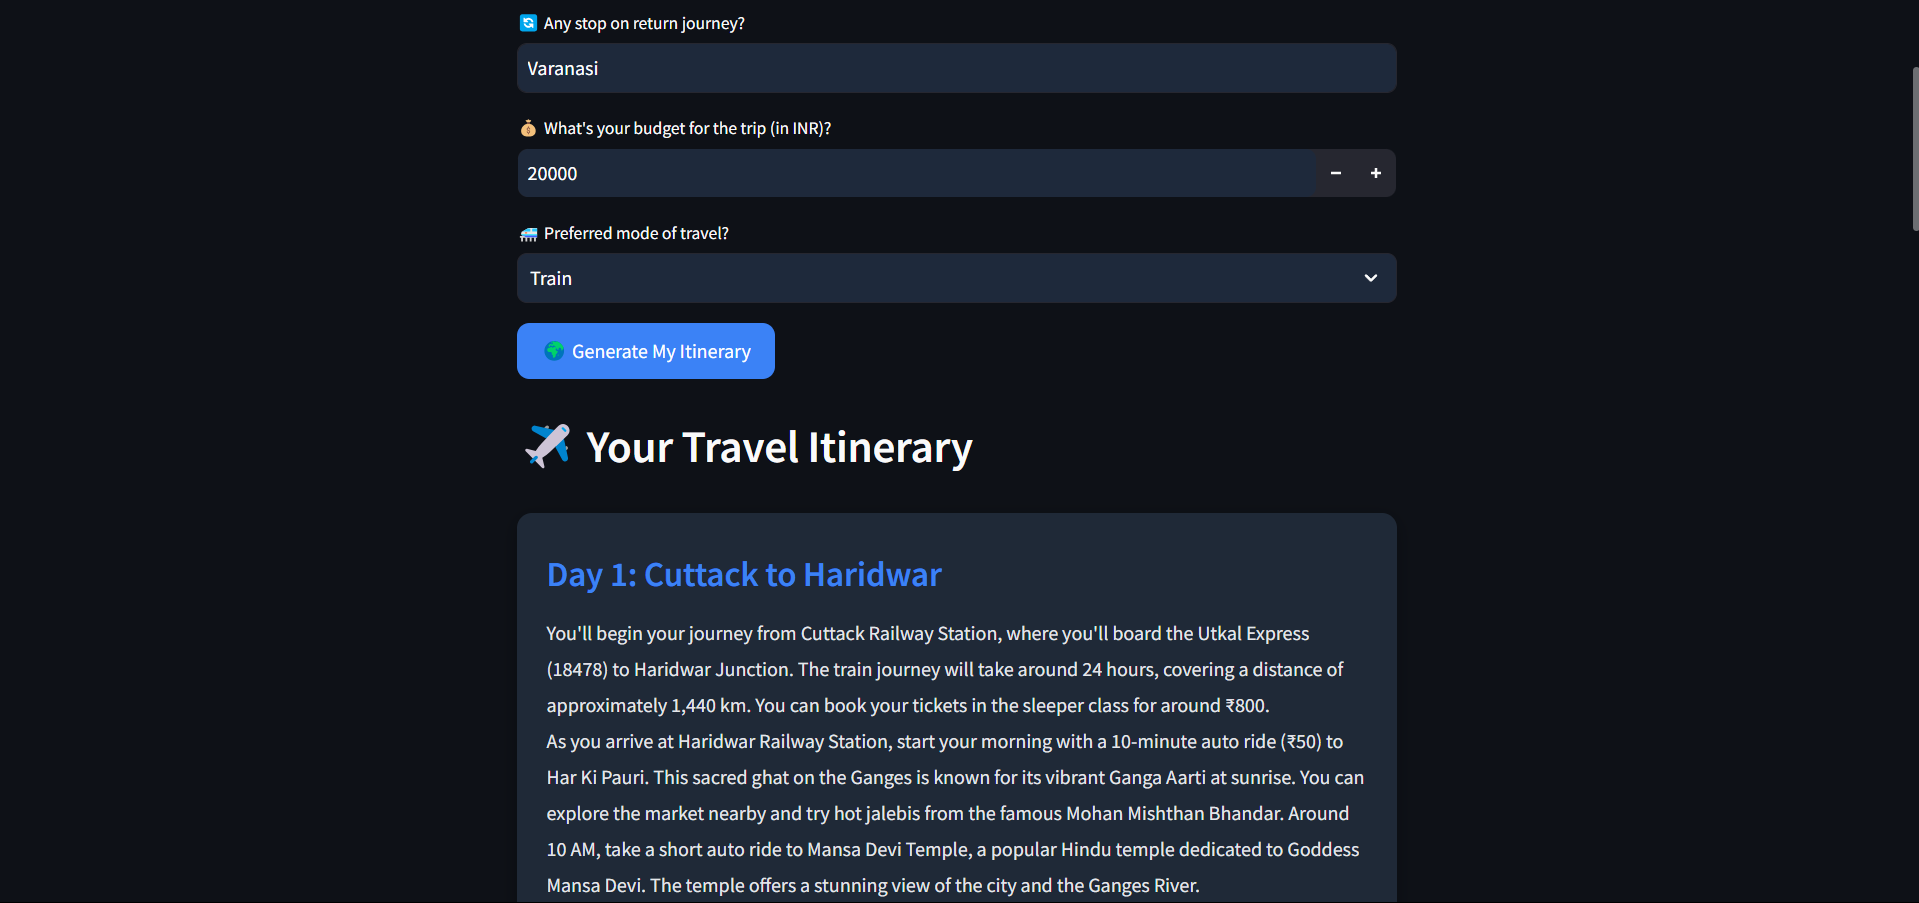 Any stop on return journey?
Varanasi
What's your budget for the trip (in INR)?
20000
Preferred mode of travel?
Train
Generate My Itinerary
Your Travel Itinerary
Day 1: Cuttack to Haridwar
You'll begin your journey from Cuttack Railway Station, where you'll board the Utkal Express
(18478) to Haridwar Junction. The train journey will take around 24 hours, covering a distance of
approximately 1,440 km. You can book your tickets in the sleeper class for around ₹800.
As you arrive at Haridwar Railway Station, start your morning with a 10-minute auto ride (₹50) to
Har Ki Pauri. This sacred ghat on the Ganges is known for its vibrant Ganga Aarti at sunrise. You can
explore the market nearby and try hot jalebis from the famous Mohan Mishthan Bhandar. Around
10 AM, take a short auto ride to Mansa Devi Temple, a popular Hindu temple dedicated to Goddess
Mansa Devi. The temple offers a stunning view of the city and the Ganges River.